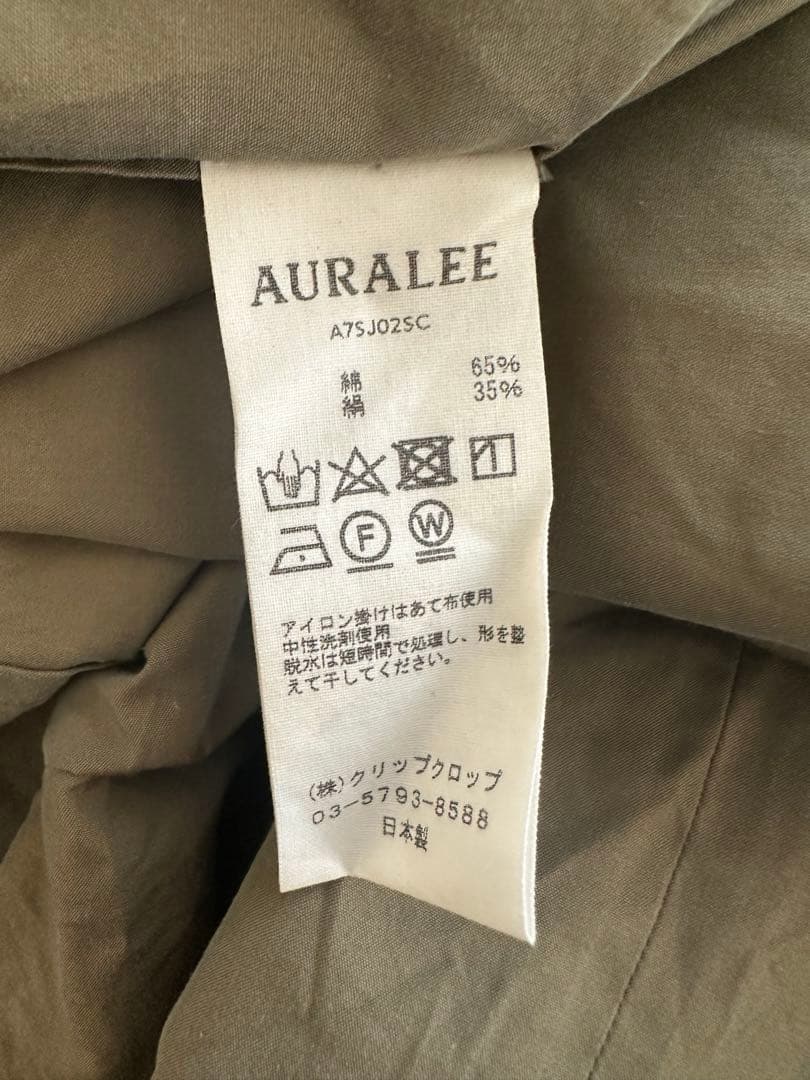 AURALEE
A7SJ02SC
綿 65%
絹 35%
F W
アイロン掛けはあて布使用
中性洗剤使用
脱水は短時間で処理し、形を整
えて干してください。
(株)クリップクロップ
03-5793-8588
日本製